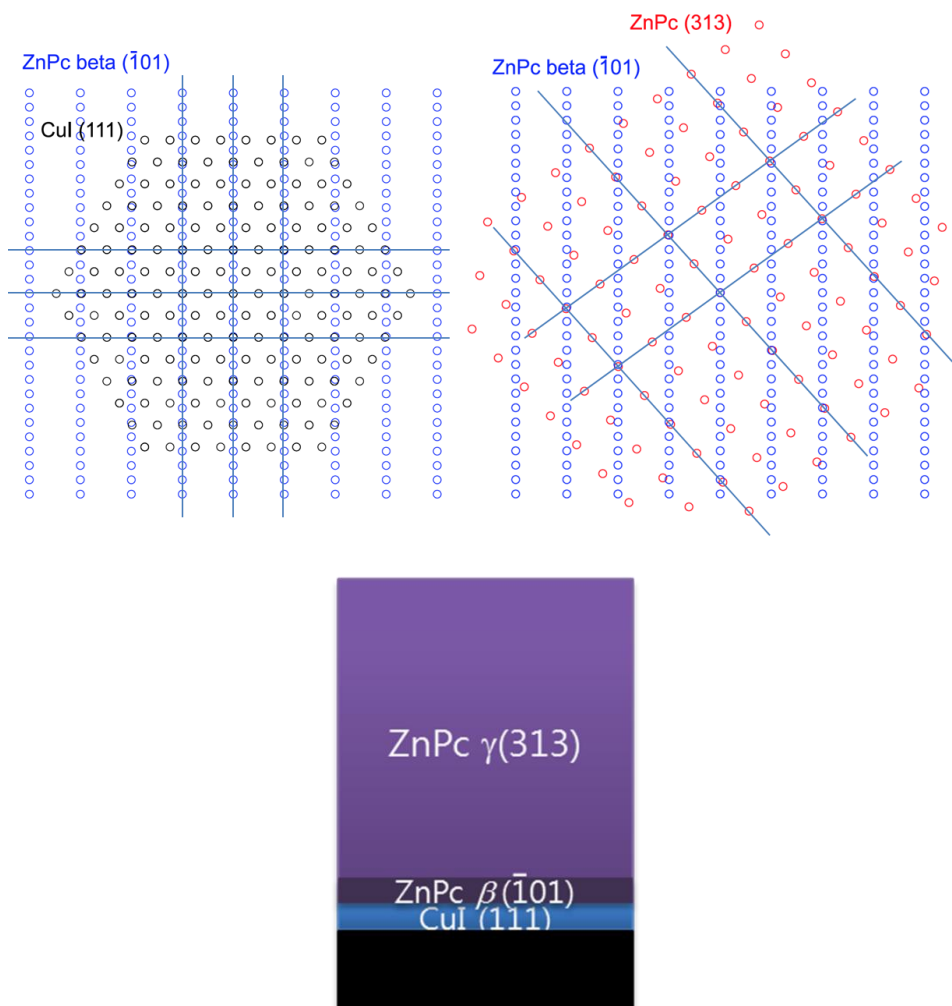 ZnPc (313)
ZnPc beta (1̄01)
ZnPc beta (1̄01)
CuI (111)
ZnPc γ(313)
ZnPc β(1̄01)
CuI (111)